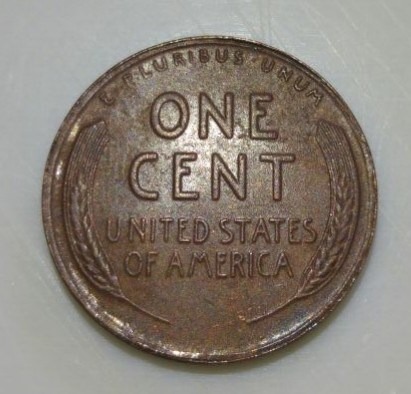 E · PLURIBUS · UNUM
ONE
CENT
UNITED STATES
OF AMERICA